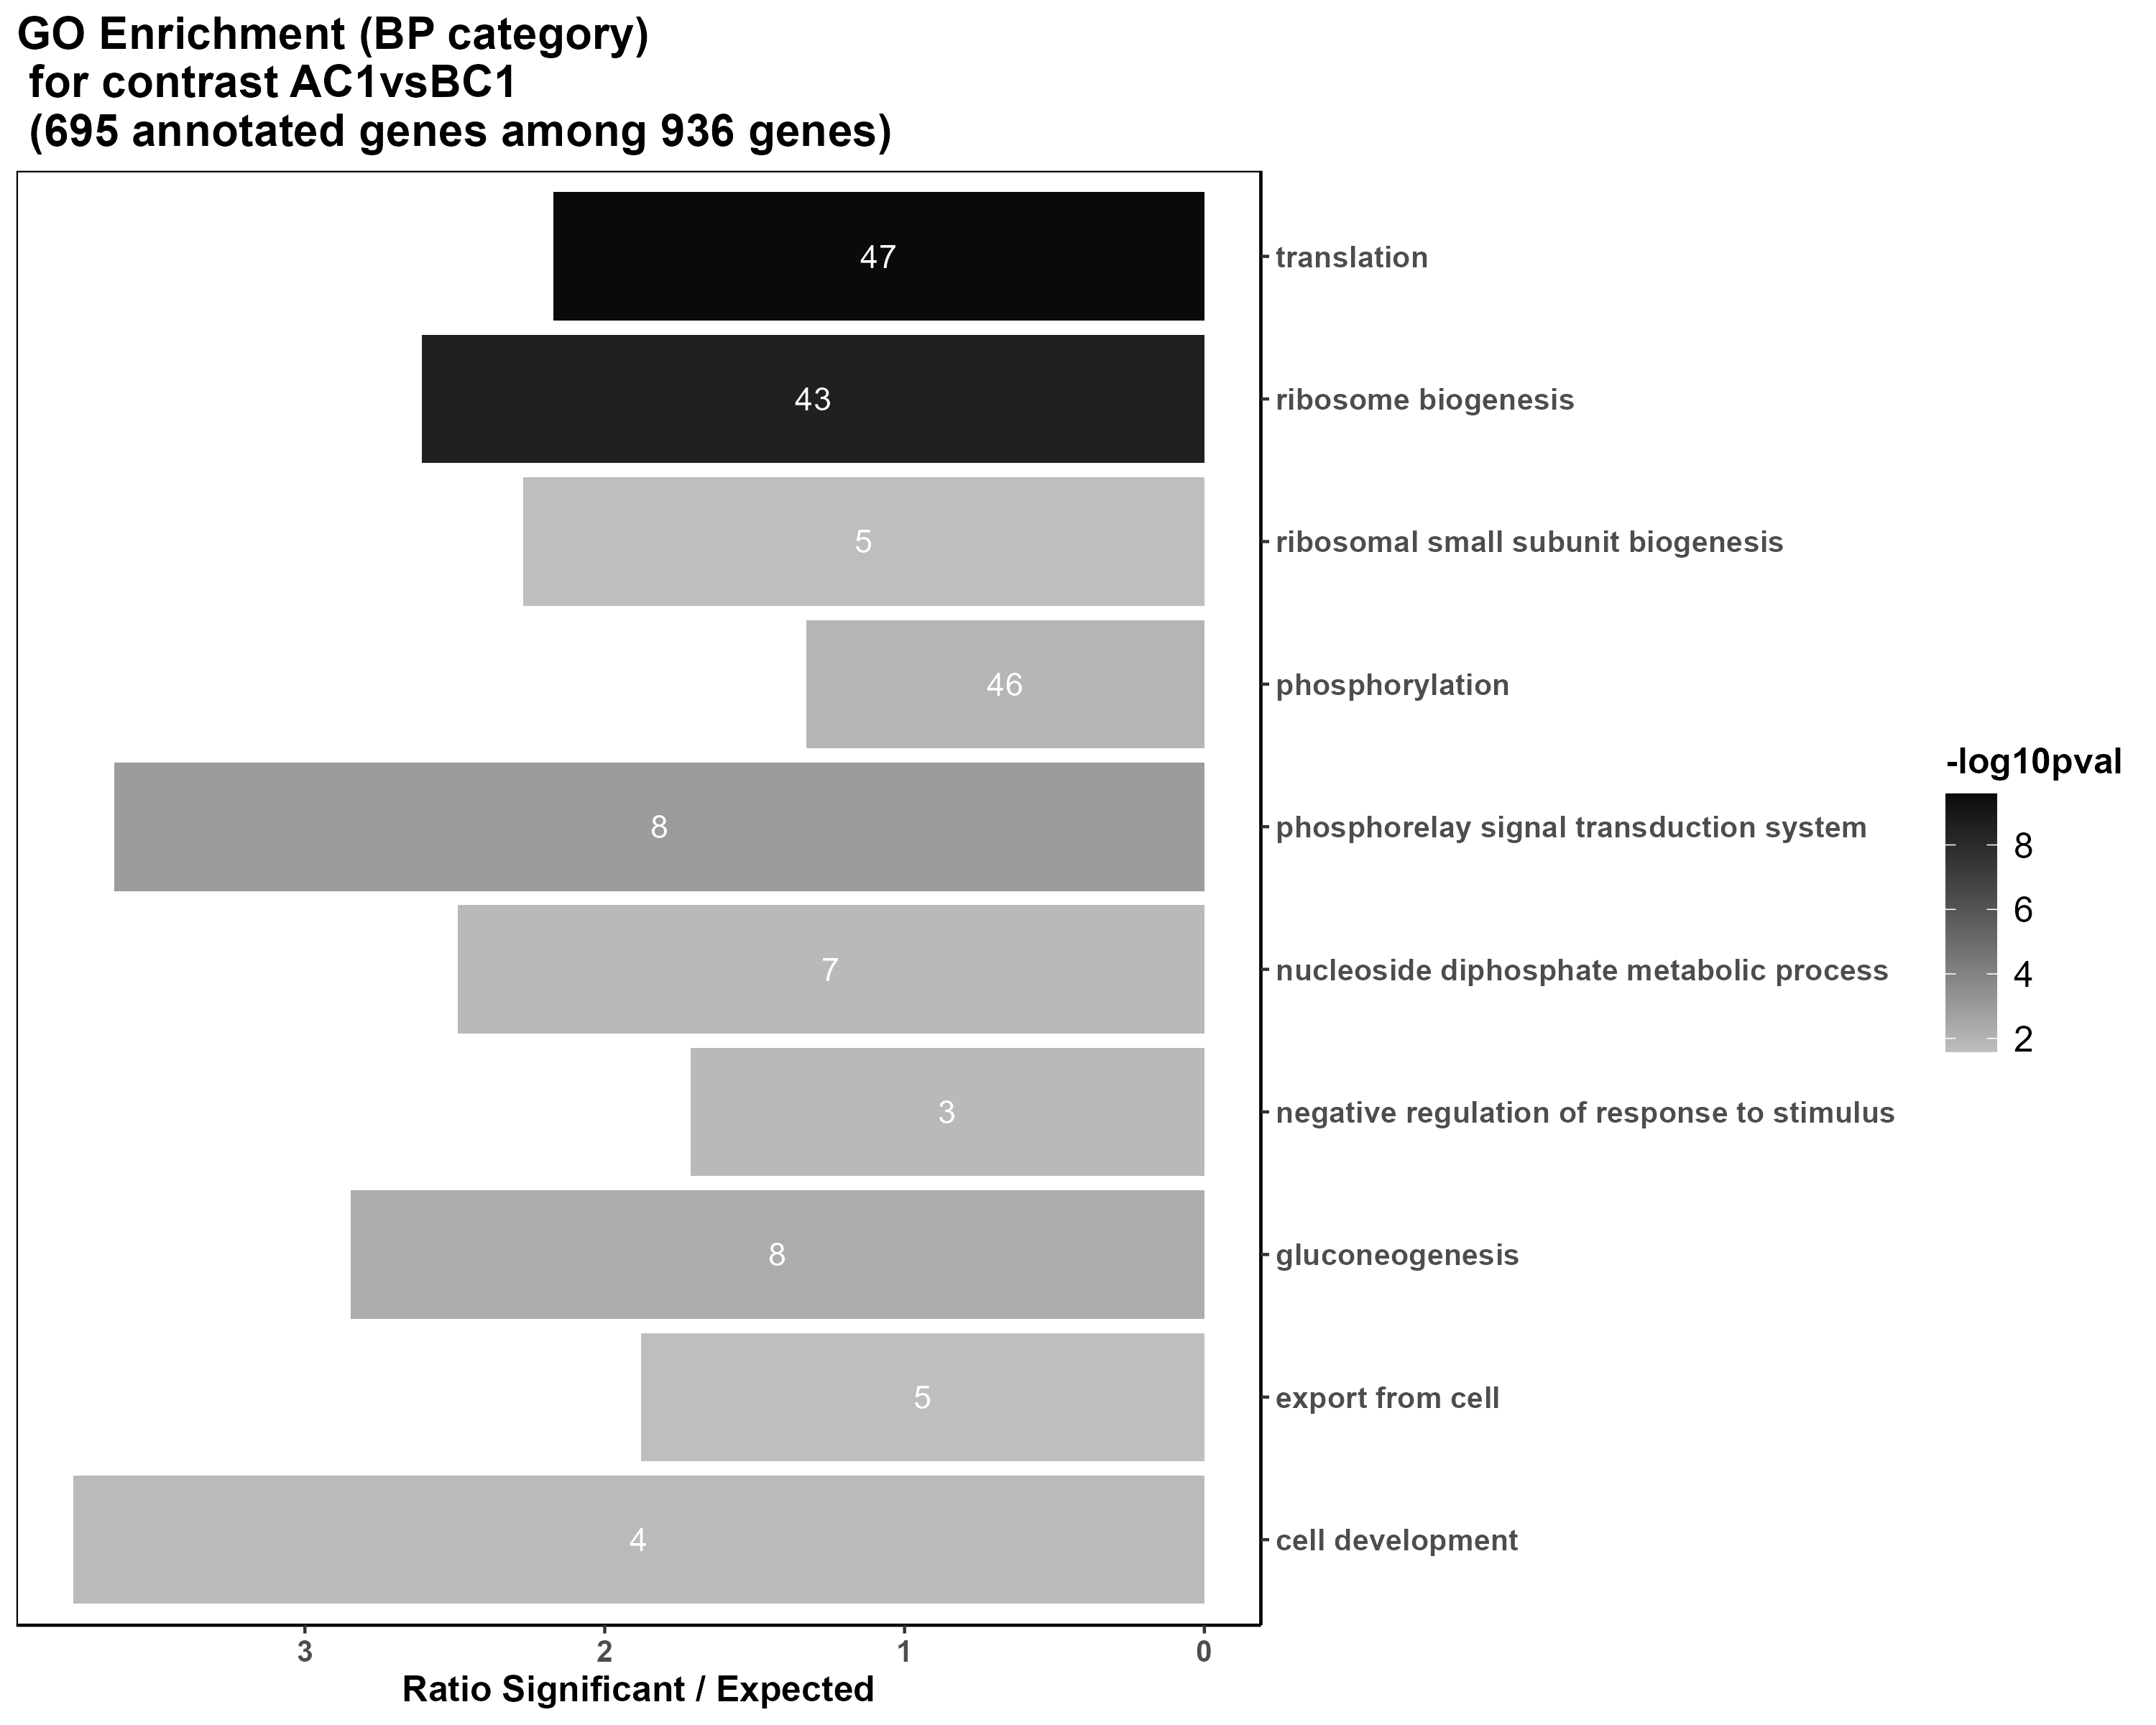 GO Enrichment (BP category)
for contrast AC1vsBC1
(695 annotated genes among 936 genes)
47
translation
43
ribosome biogenesis
5
ribosomal small subunit biogenesis
46
phosphorylation
8
phosphorelay signal transduction system
7
nucleoside diphosphate metabolic process
3
negative regulation of response to stimulus
8
gluconeogenesis
5
export from cell
4
cell development
3 2 1 0
Ratio Significant / Expected
-log10pval
8
6
4
2